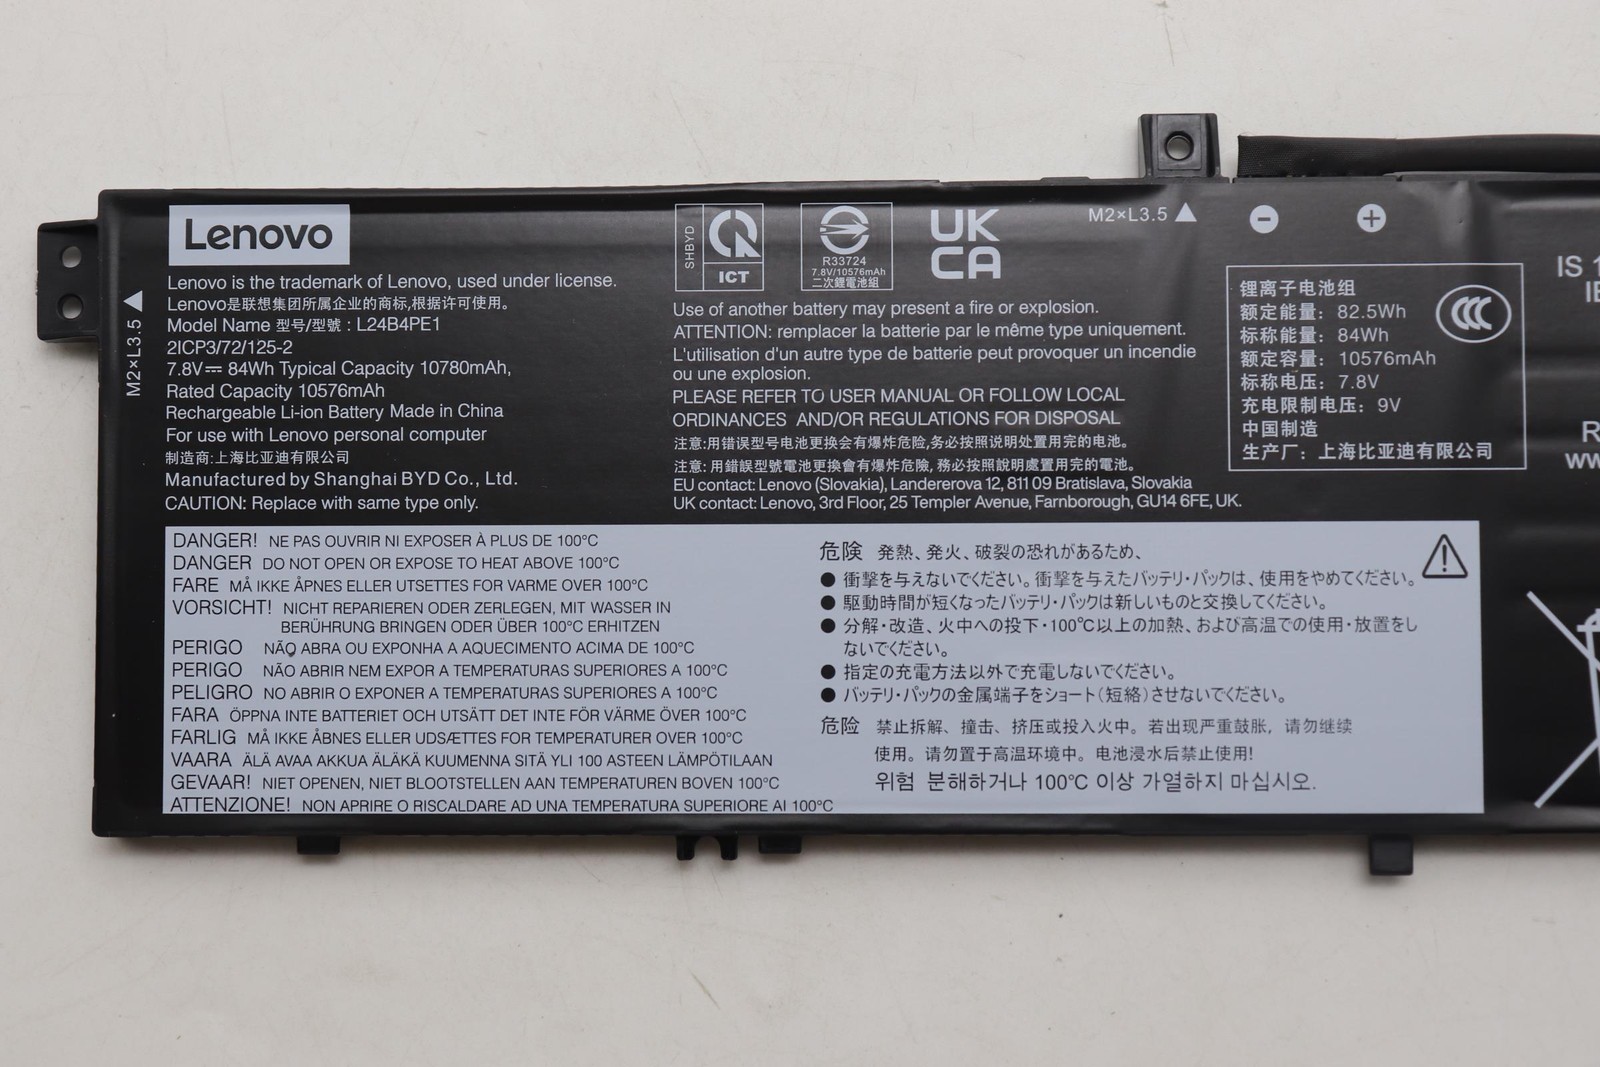 Lenovo
Lenovo is the trademark of Lenovo, used under license.
Lenovo是联想集团所属企业的商标,根据许可使用。
Model Name 型号/型號 : L24B4PE1
2ICP3/72/125-2
7.8V⎓ 84Wh Typical Capacity 10780mAh,
Rated Capacity 10576mAh
Rechargeable Li-ion Battery Made in China
For use with Lenovo personal computer
制造商:上海比亚迪有限公司
Manufactured by Shanghai BYD Co., Ltd.
CAUTION: Replace with same type only.
M2×L3.5 ▲
SHBYD
ICT
R33724
7.8V/10576mAh
二次鋰電池組
UK
CA
M2×L3.5 ▲
Use of another battery may present a fire or explosion.
ATTENTION: remplacer la batterie par le même type uniquement.
L'utilisation d'un autre type de batterie peut provoquer un incendie
ou une explosion.
PLEASE REFER TO USER MANUAL OR FOLLOW LOCAL
ORDINANCES AND/OR REGULATIONS FOR DISPOSAL
注意:用错误型号电池更换会有爆炸危险,务必按照说明处置用完的电池。
注意: 用錯誤型號電池更換會有爆炸危險, 務必按照說明處置用完的電池。
EU contact: Lenovo (Slovakia), Landererova 12, 811 09 Bratislava, Slovakia
UK contact: Lenovo, 3rd Floor, 25 Templer Avenue, Farnborough, GU14 6FE, UK.
− +
锂离子电池组
额定能量: 82.5Wh
标称能量: 84Wh
额定容量: 10576mAh
标称电压: 7.8V
充电限制电压: 9V
中国制造
生产厂: 上海比亚迪有限公司
CCC
IS 1
R
DANGER! NE PAS OUVRIR NI EXPOSER À PLUS DE 100°C
DANGER DO NOT OPEN OR EXPOSE TO HEAT ABOVE 100°C
FARE MÅ IKKE ÅPNES ELLER UTSETTES FOR VARME OVER 100°C
VORSICHT! NICHT REPARIEREN ODER ZERLEGEN, MIT WASSER IN
BERÜHRUNG BRINGEN ODER ÜBER 100°C ERHITZEN
PERIGO NÃO ABRA OU EXPONHA A AQUECIMENTO ACIMA DE 100°C
PERIGO NÃO ABRIR NEM EXPOR A TEMPERATURAS SUPERIORES A 100°C
PELIGRO NO ABRIR O EXPONER A TEMPERATURAS SUPERIORES A 100°C
FARA ÖPPNA INTE BATTERIET OCH UTSÄTT DET INTE FÖR VÄRME ÖVER 100°C
FARLIG MÅ IKKE ÅBNES ELLER UDSÆTTES FOR TEMPERATURER OVER 100°C
VAARA ÄLÄ AVAA AKKUA ÄLÄKÄ KUUMENNA SITÄ YLI 100 ASTEEN LÄMPÖTILAAN
GEVAAR! NIET OPENEN, NIET BLOOTSTELLEN AAN TEMPERATUREN BOVEN 100°C
ATTENZIONE! NON APRIRE O RISCALDARE AD UNA TEMPERATURA SUPERIORE AI 100°C
危険 発熱、発火、破裂の恐れがあるため、
● 衝撃を与えないでください。衝撃を与えたバッテリ・パックは、使用をやめてください。
● 駆動時間が短くなったバッテリ・パックは新しいものと交換してください。
● 分解・改造、火中への投下・100℃以上の加熱、および高温での使用・放置をし
ないでください。
● 指定の充電方法以外で充電しないでください。
● バッテリ・パックの金属端子をショート(短絡)させないでください。
危险 禁止拆解、撞击、挤压或投入火中。若出现严重鼓胀，请勿继续
使用。请勿置于高温环境中。电池浸水后禁止使用!
위험 분해하거나 100℃ 이상 가열하지 마십시오.